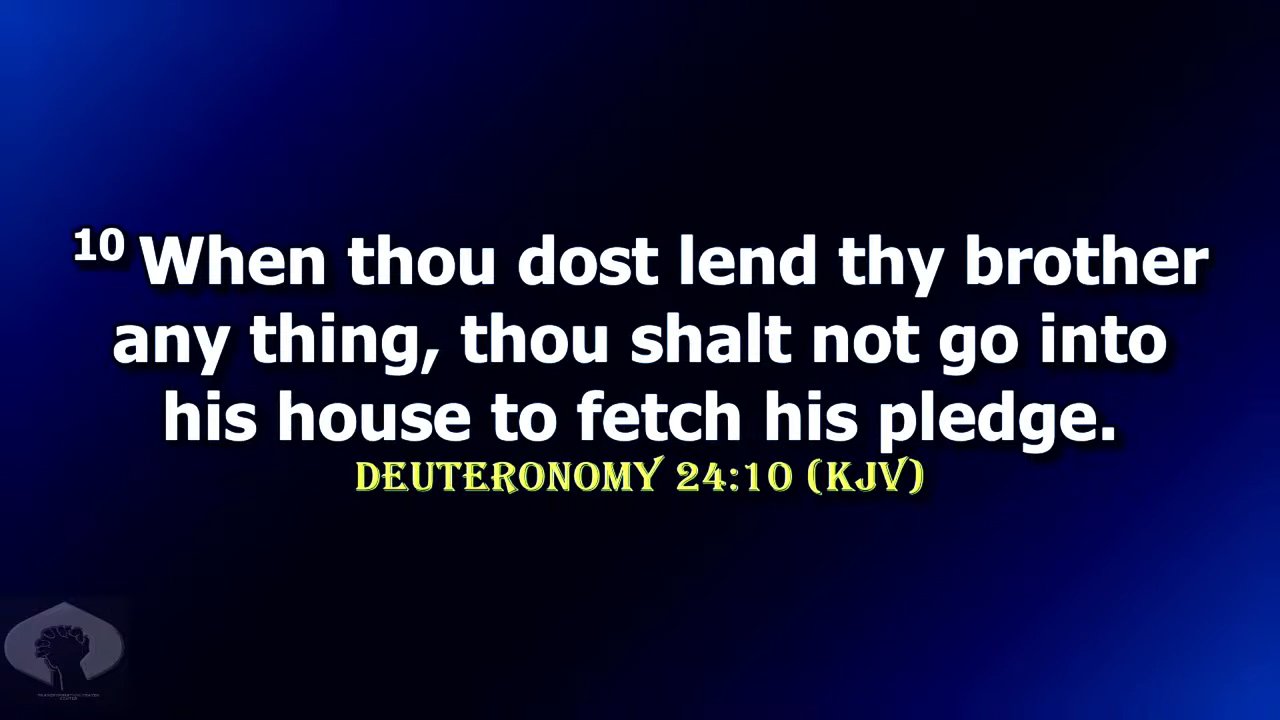 10 When thou dost lend thy brother
any thing, thou shalt not go into
his house to fetch his pledge.
DEUTERONOMY 24:10 (KJV)